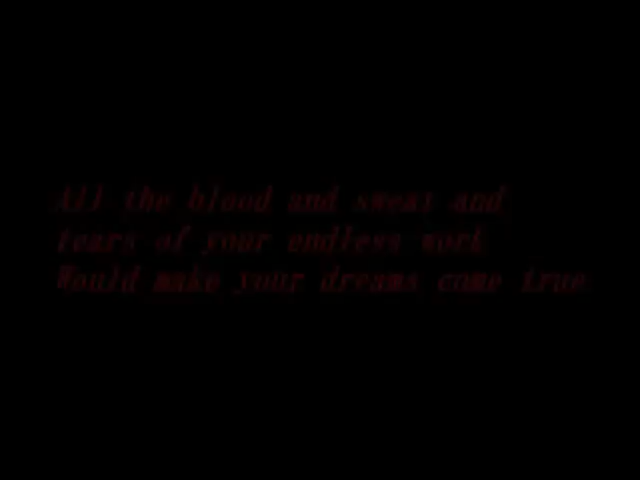 All the blood and sweat and
tears of your endless work
Would make your dreams come true